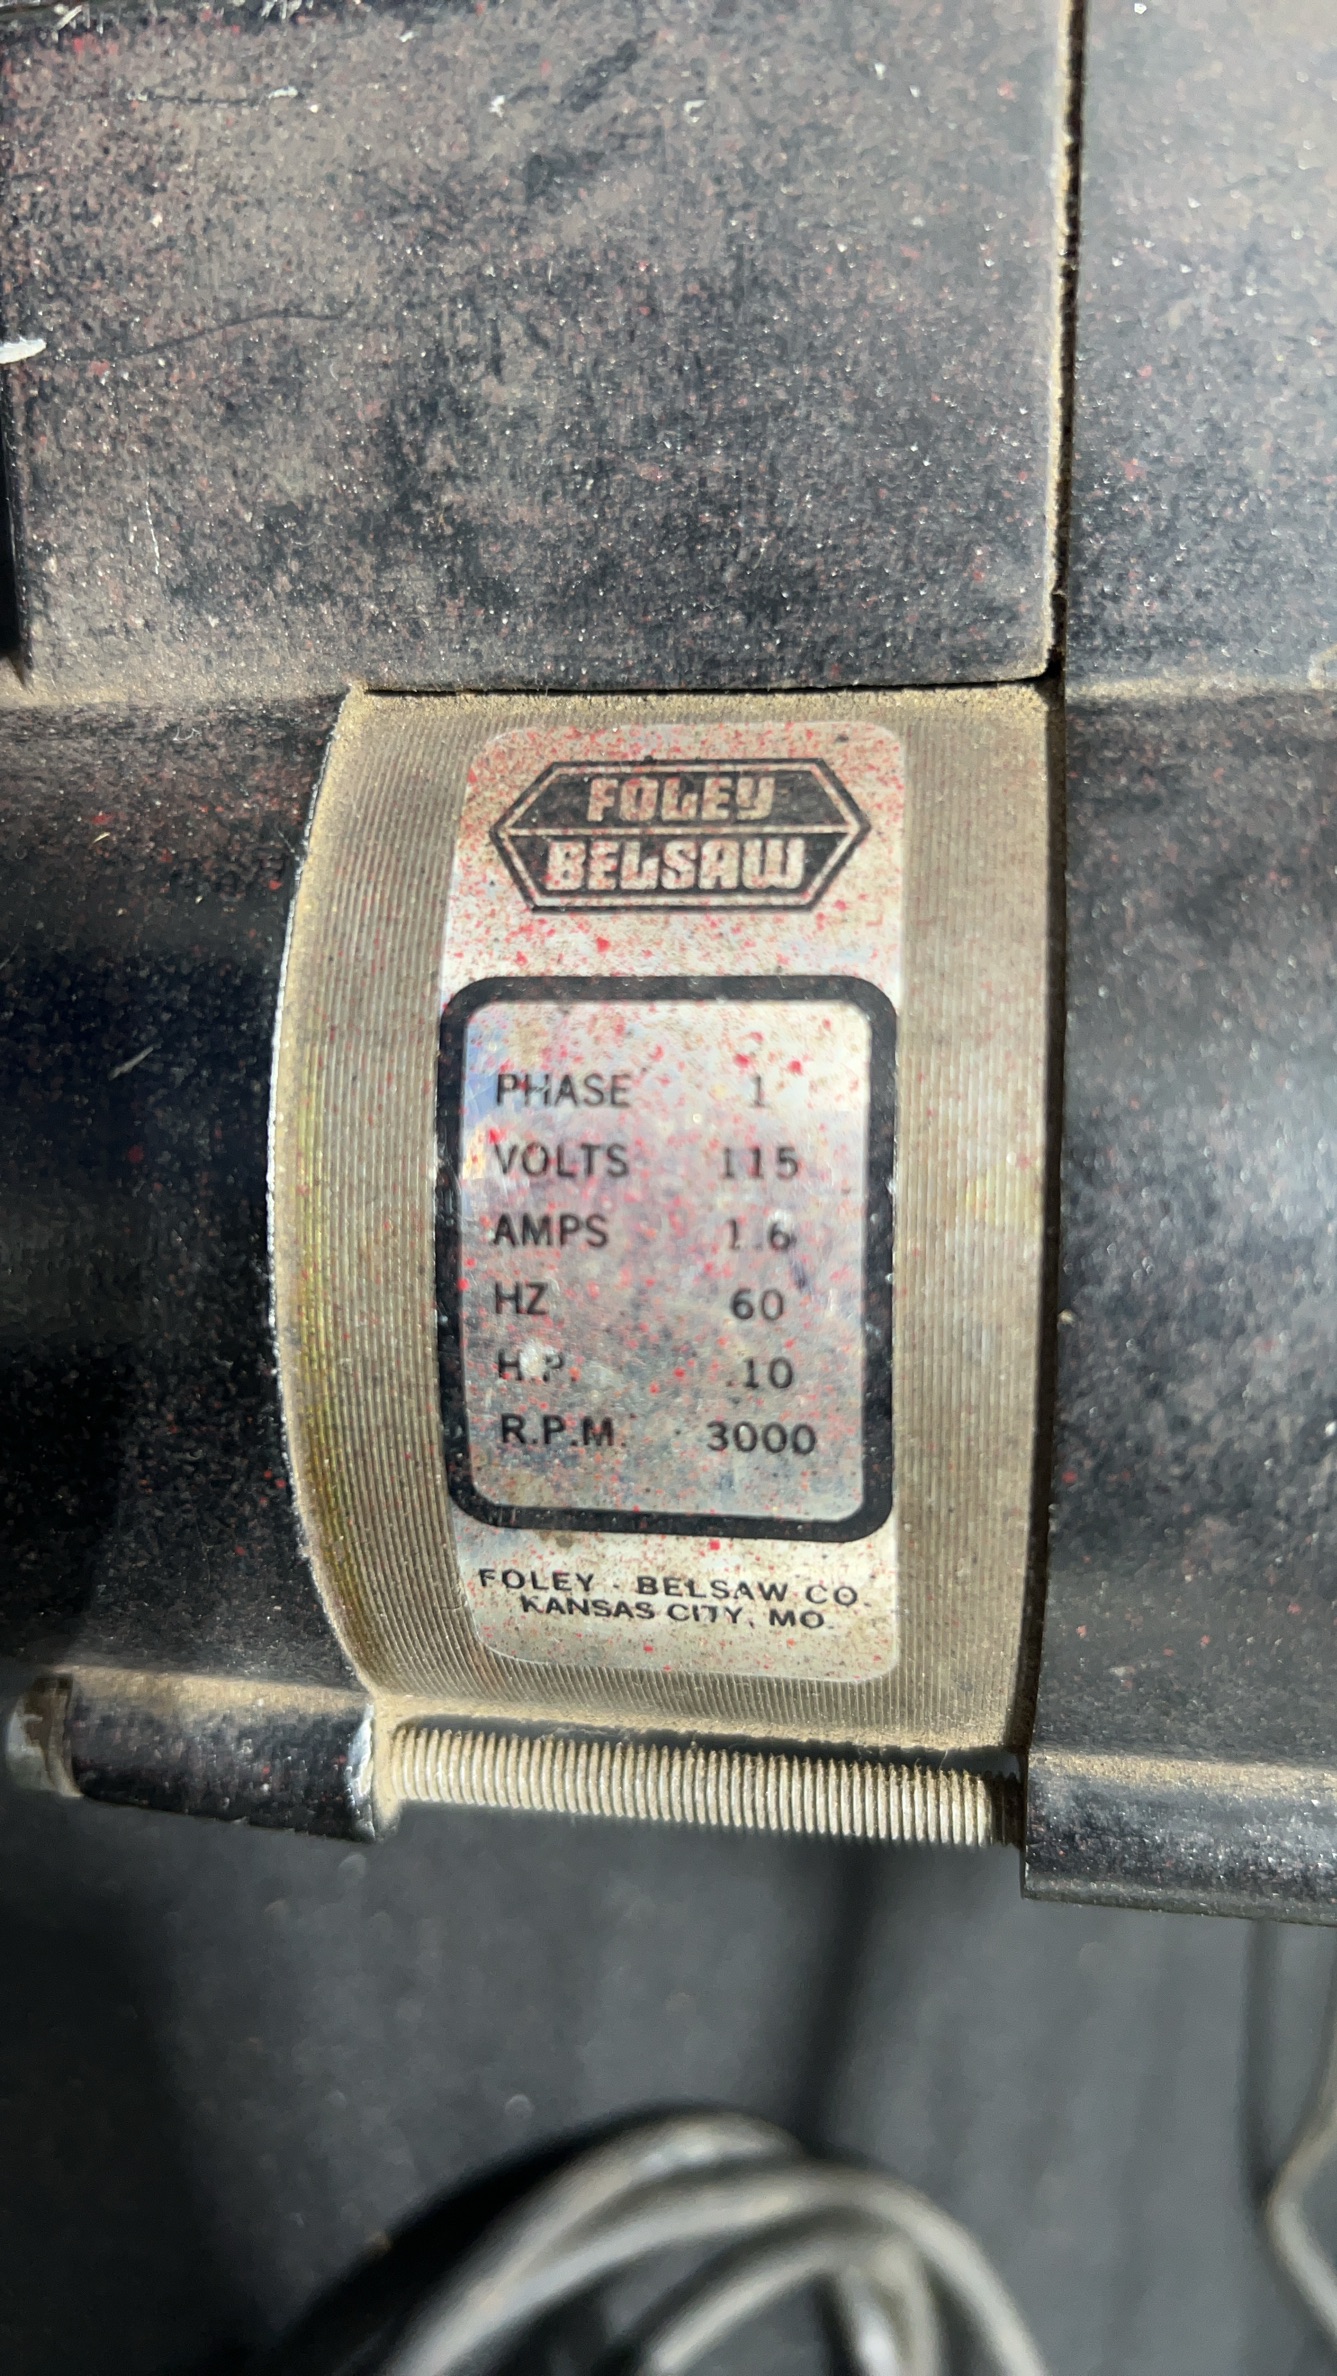 FOLEY
BELSAW
PHASE 1
VOLTS 115
AMPS 1.6
HZ 60
H.P. .10
R.P.M. 3000
FOLEY - BELSAW CO.
KANSAS CITY, MO.